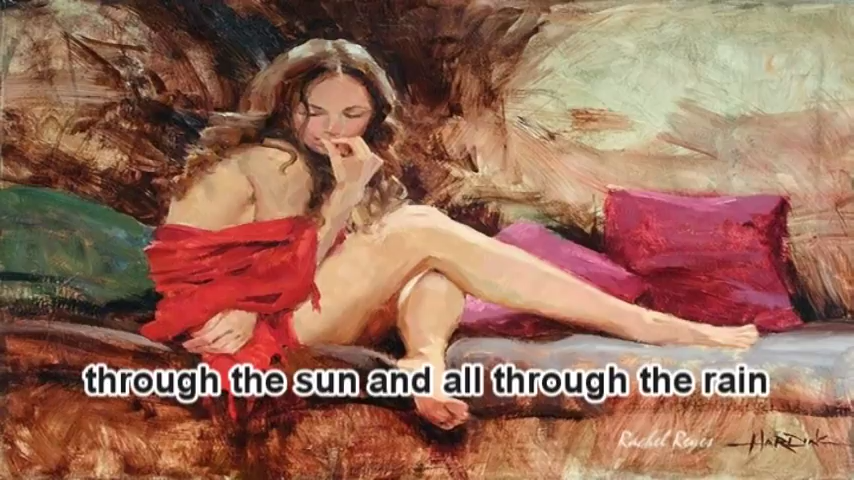 through the sun and all through the rain
Rachel Reyes